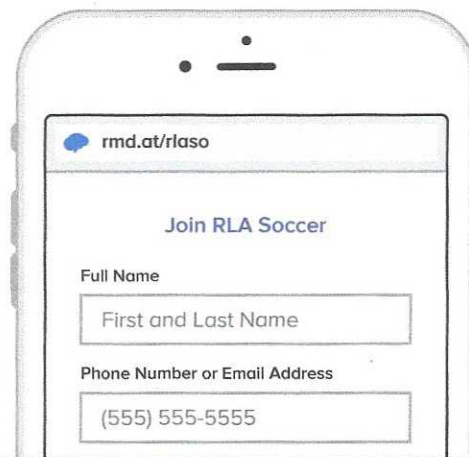 rmd.at/rlaso
Join RLA Soccer
Full Name
First and Last Name
Phone Number or Email Address
(555) 555-5555